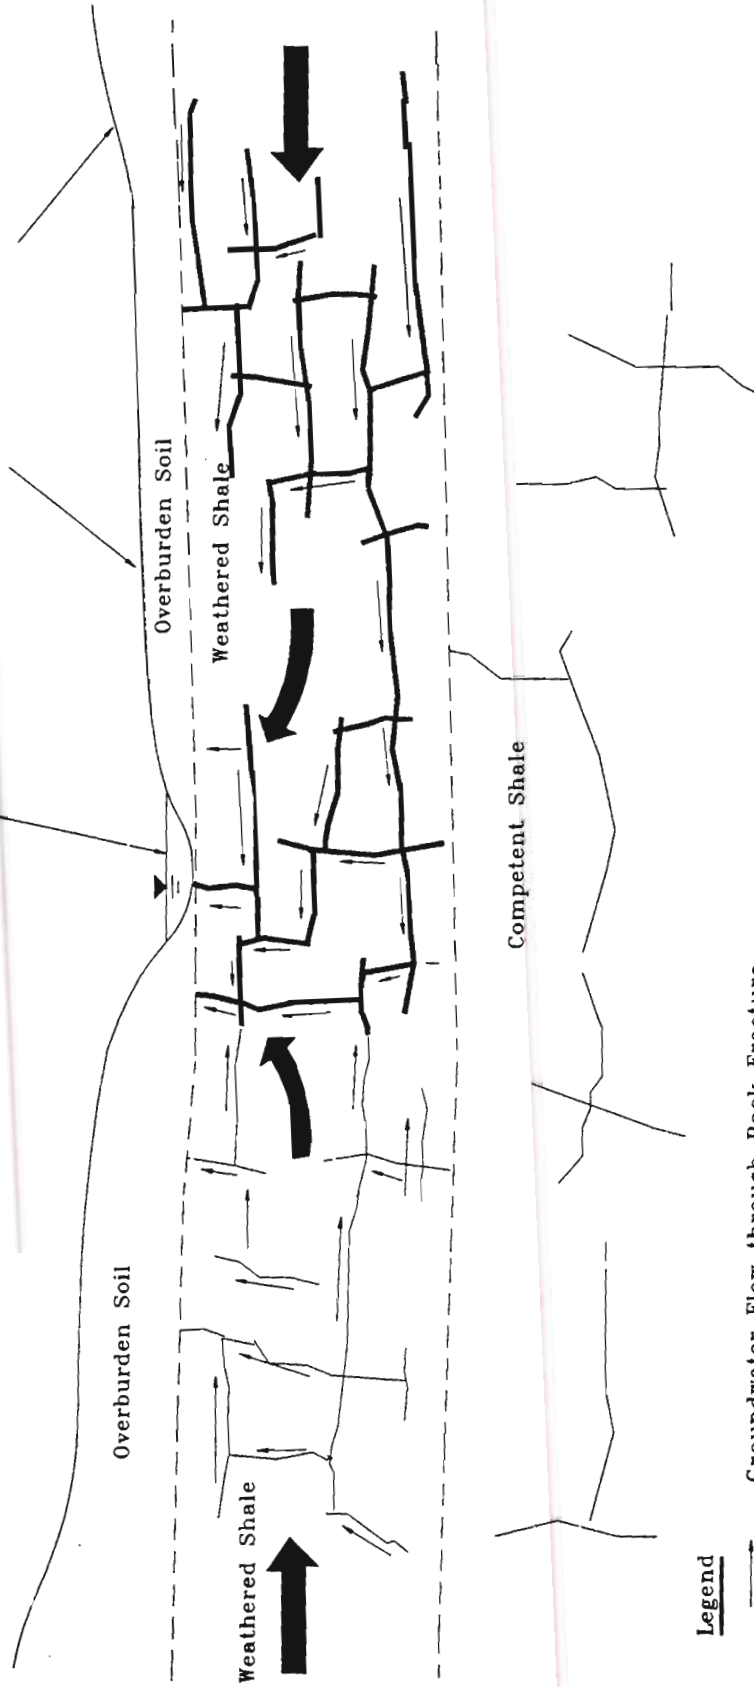 Overburden Soil
Overburden Soil
Weathered Shale
Weathered Shale
Competent Shale
Legend
Groundwater Flow through Rock Fracture